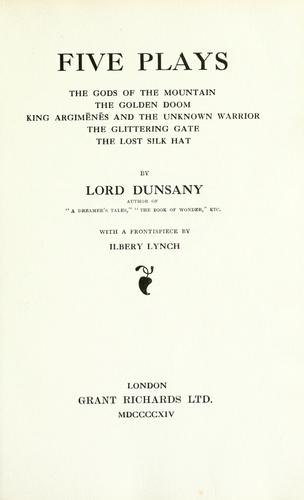 FIVE PLAYS
THE GODS OF THE MOUNTAIN
THE GOLDEN DOOM
KING ARGIMĒNĒS AND THE UNKNOWN WARRIOR
THE GLITTERING GATE
THE LOST SILK HAT
BY
LORD DUNSANY
AUTHOR OF
"A DREAMER'S TALES," "THE BOOK OF WONDER," ETC.
WITH A FRONTISPIECE BY
ILBERY LYNCH
LONDON
GRANT RICHARDS LTD.
MDCCCCXIV